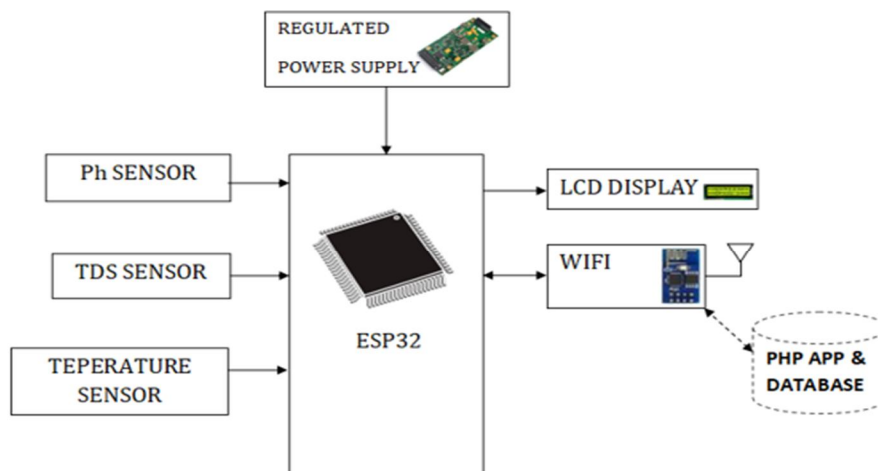 REGULATED
POWER SUPPLY
Ph SENSOR
TDS SENSOR
TEPERATURE
SENSOR
ESP32
LCD DISPLAY
WIFI
PHP APP &
DATABASE